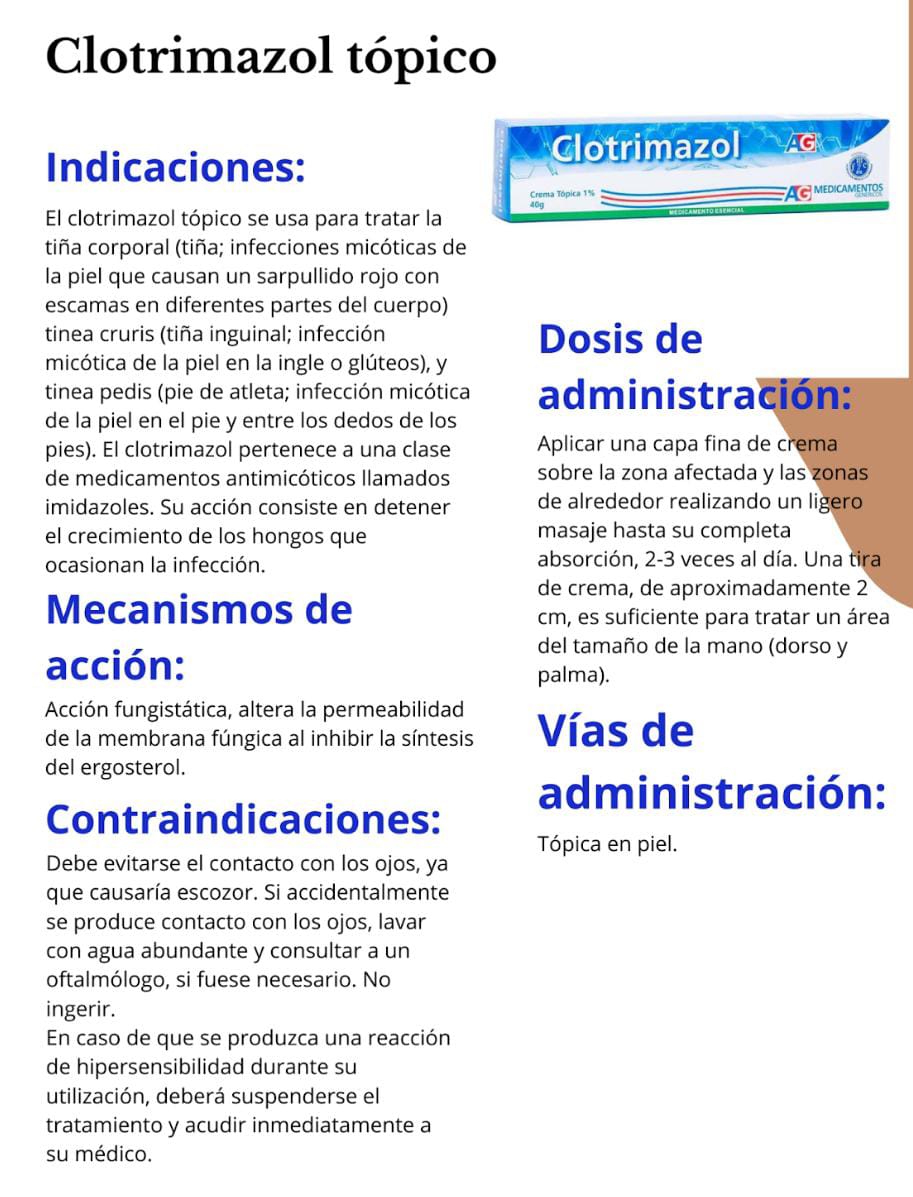 Clotrimazol tópico
Indicaciones:
El clotrimazol tópico se usa para tratar la
tiña corporal (tiña; infecciones micóticas de
la piel que causan un sarpullido rojo con
escamas en diferentes partes del cuerpo)
tinea cruris (tiña inguinal; infección
micótica de la piel en la ingle o glúteos), y
tinea pedis (pie de atleta; infección micótica
de la piel en el pie y entre los dedos de los
pies). El clotrimazol pertenece a una clase
de medicamentos antimicóticos llamados
imidazoles. Su acción consiste en detener
el crecimiento de los hongos que
ocasionan la infección.
Mecanismos de
acción:
Acción fungistática, altera la permeabilidad
de la membrana fúngica al inhibir la síntesis
del ergosterol.
Contraindicaciones:
Debe evitarse el contacto con los ojos, ya
que causaría escozor. Si accidentalmente
se produce contacto con los ojos, lavar
con agua abundante y consultar a un
oftalmólogo, si fuese necesario. No
ingerir.
En caso de que se produzca una reacción
de hipersensibilidad durante su
utilización, deberá suspenderse el
tratamiento y acudir inmediatamente a
su médico.
Clotrimazol
AG
Crema Tópica 1%
40g
AG MEDICAMENTOS
GENÉRICOS
MEDICAMENTO ESENCIAL
Dosis de
administración:
Aplicar una capa fina de crema
sobre la zona afectada y las zonas
de alrededor realizando un ligero
masaje hasta su completa
absorción, 2-3 veces al día. Una tira
de crema, de aproximadamente 2
cm, es suficiente para tratar un área
del tamaño de la mano (dorso y
palma).
Vías de
administración:
Tópica en piel.